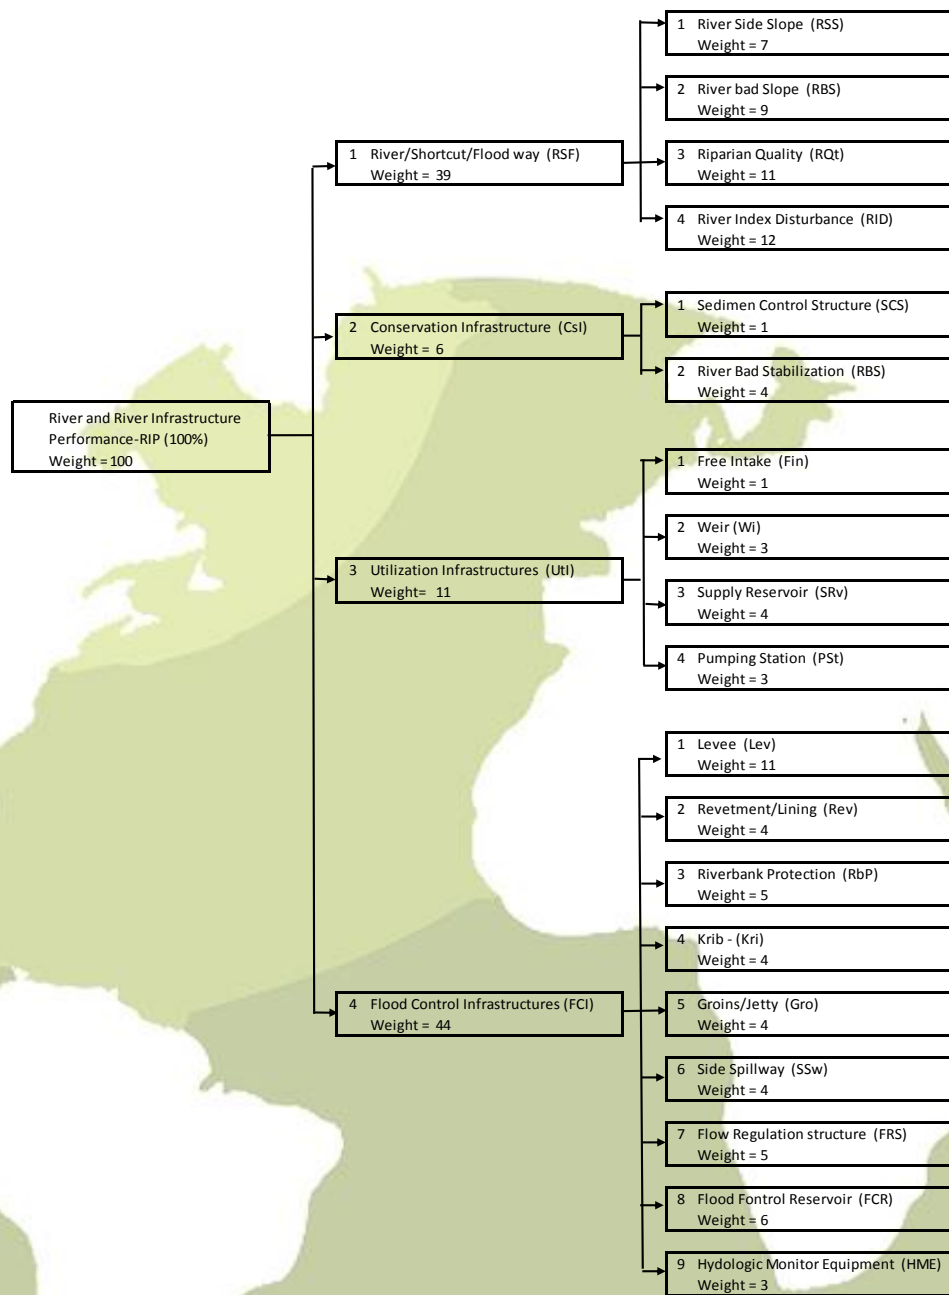 1 River Side Slope (RSS)
Weight = 7
2 River bad Slope (RBS)
Weight = 9
1 River/Shortcut/Flood way (RSF)
Weight = 39
3 Riparian Quality (RQt)
Weight = 11
4 River Index Disturbance (RID)
Weight = 12
1 Sedimen Control Structure (SCS)
Weight = 1
2 Conservation Infrastructure (CsI)
Weight = 6
2 River Bad Stabilization (RBS)
Weight = 4
River and River Infrastructure
Performance-RIP (100%)
Weight =100
1 Free Intake (Fin)
Weight = 1
2 Weir (Wi)
Weight = 3
3 Utilization Infrastructures (UtI)
Weight= 11
3 Supply Reservoir (SRv)
Weight = 4
4 Pumping Station (PSt)
Weight = 3
1 Levee (Lev)
Weight = 11
2 Revetment/Lining (Rev)
Weight = 4
3 Riverbank Protection (RbP)
Weight = 5
4 Krib - (Kri)
Weight = 4
4 Flood Control Infrastructures (FCI)
Weight = 44
5 Groins/Jetty (Gro)
Weight = 4
6 Side Spillway (SSw)
Weight = 4
7 Flow Regulation structure (FRS)
Weight = 5
8 Flood Fontrol Reservoir (FCR)
Weight = 6
9 Hydologic Monitor Equipment (HME)
Weight = 3